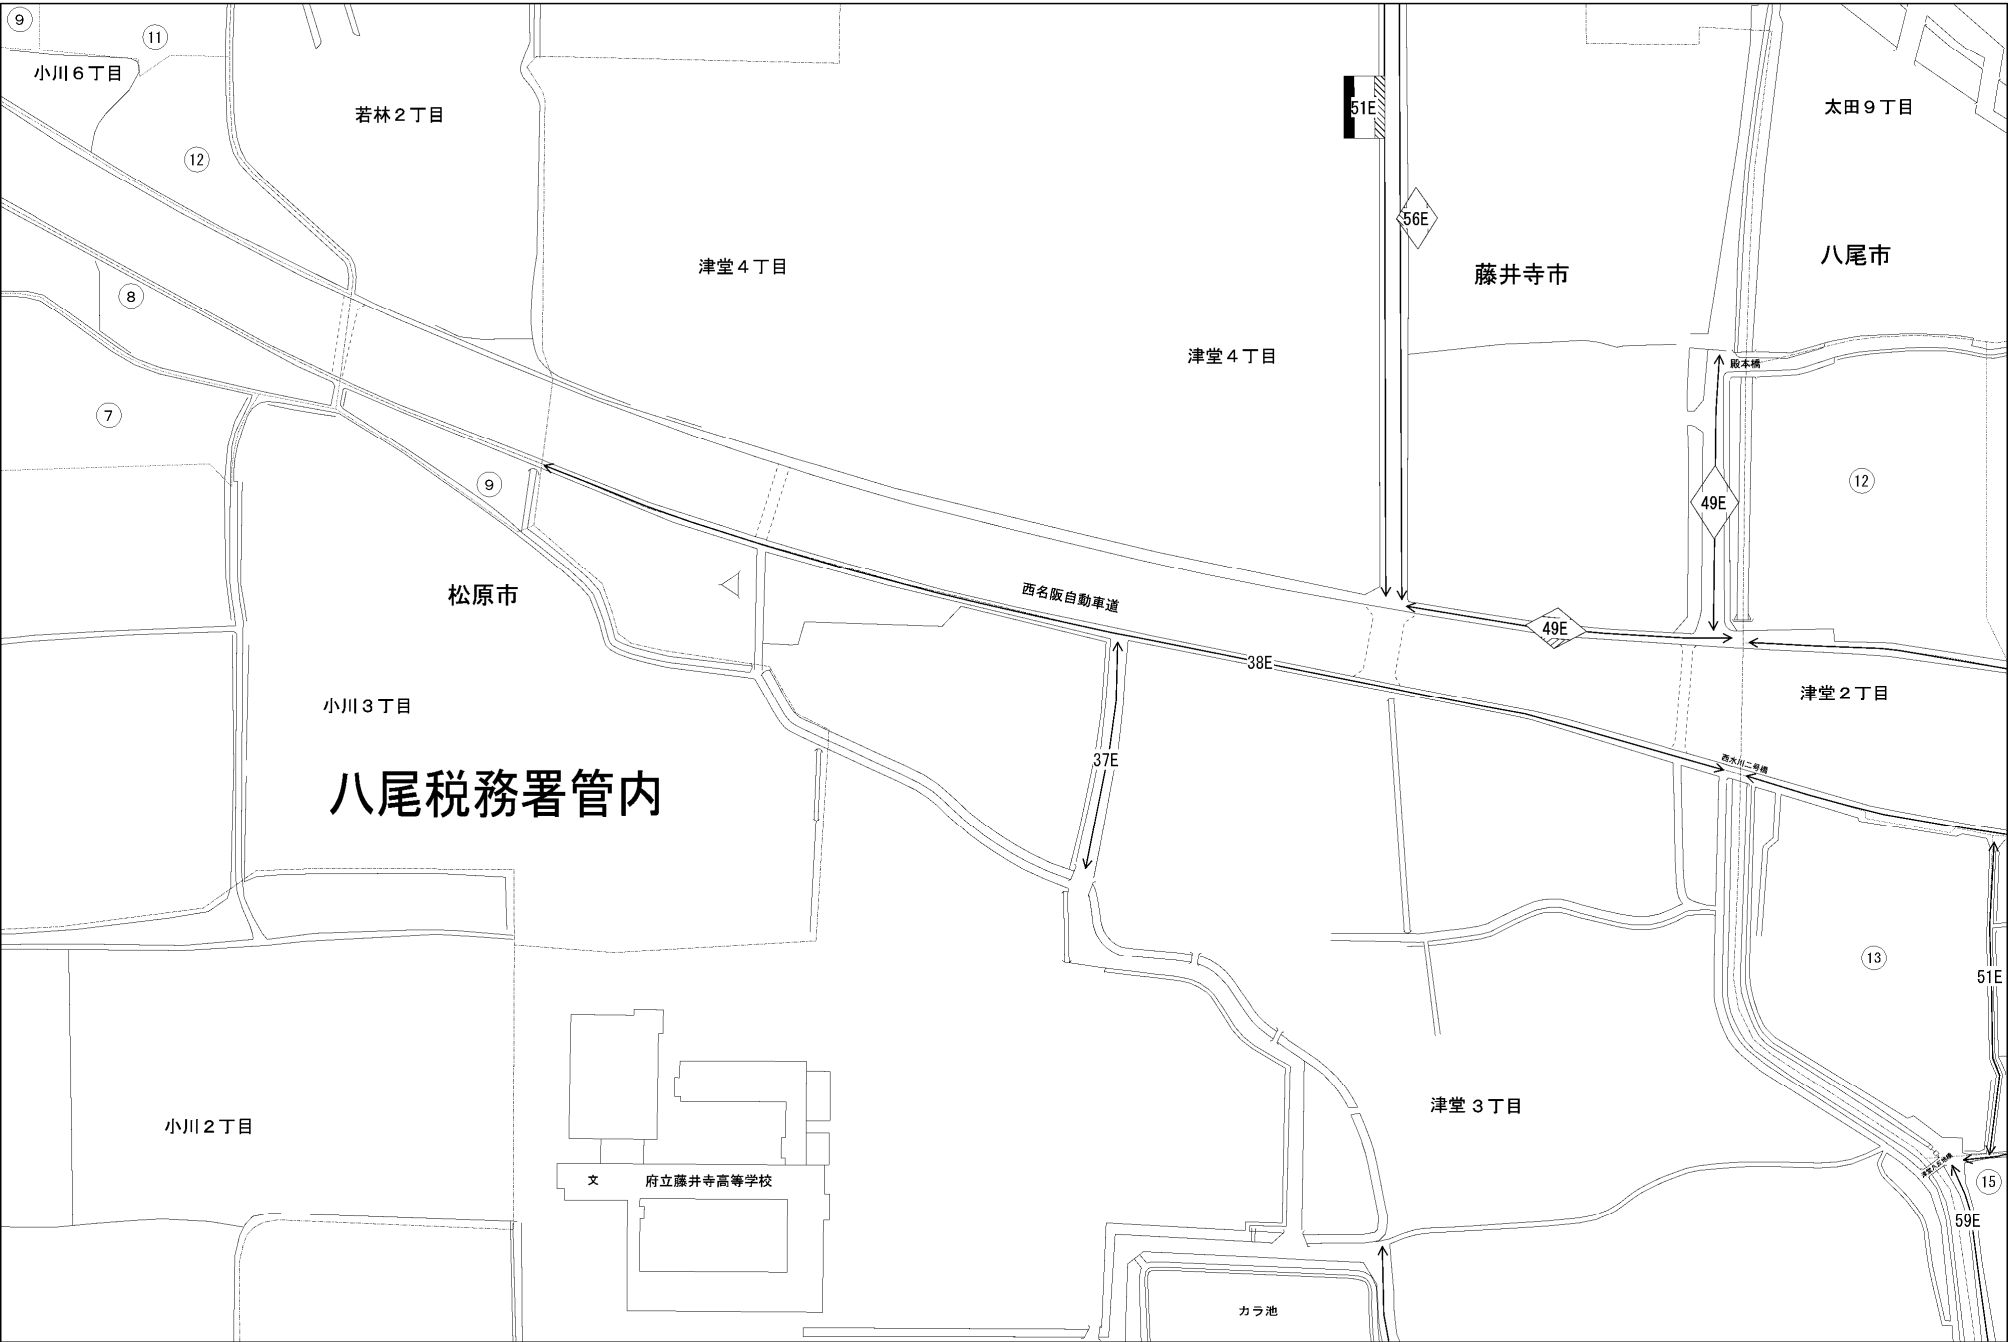 ⑨
⑪
小川６丁目
若林２丁目
51E
太田９丁目
⑫
56E
八尾市
津堂４丁目
藤井寺市
⑧
津堂４丁目
殿本橋
⑦
⑨
⑫
49E
松原市
西名阪自動車道
49E
38E
津堂２丁目
小川３丁目
37E
西水川二号橋
八尾税務署管内
⑬
51E
津堂３丁目
小川２丁目
文
府立藤井寺高等学校
⑮
59E
カラ池